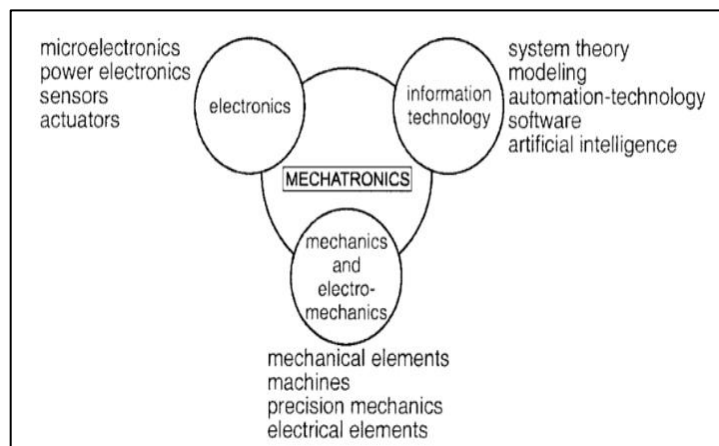 microelectronics
power electronics
sensors
actuators
electronics
information
technology
system theory
modeling
automation-technology
software
artificial intelligence
MECHATRONICS
mechanics
and
electro-
mechanics
mechanical elements
machines
precision mechanics
electrical elements